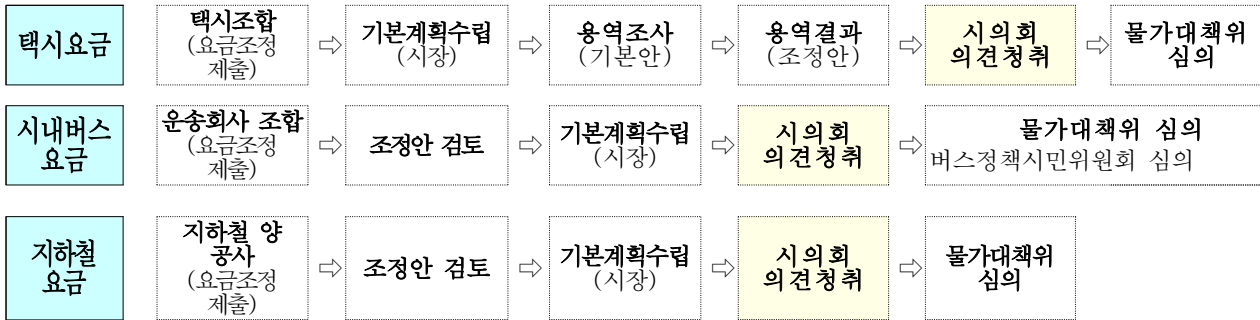 택시요금
택시조합
(요금조정
제출)
⇨
기본계획수립
(시장)
⇨
용역조사
(기본안)
⇨
용역결과
(조정안)
⇨
시의회
의견청취
⇨
물가대책위
심의
시내버스
요금
운송회사 조합
(요금조정
제출)
⇨
조정안 검토
⇨
기본계획수립
(시장)
⇨
시의회
의견청취
⇨
물가대책위 심의
버스정책시민위원회 심의
지하철
요금
지하철 양
공사
(요금조정
제출)
⇨
조정안 검토
⇨
기본계획수립
(시장)
⇨
시의회
의견청취
⇨
물가대책위
심의